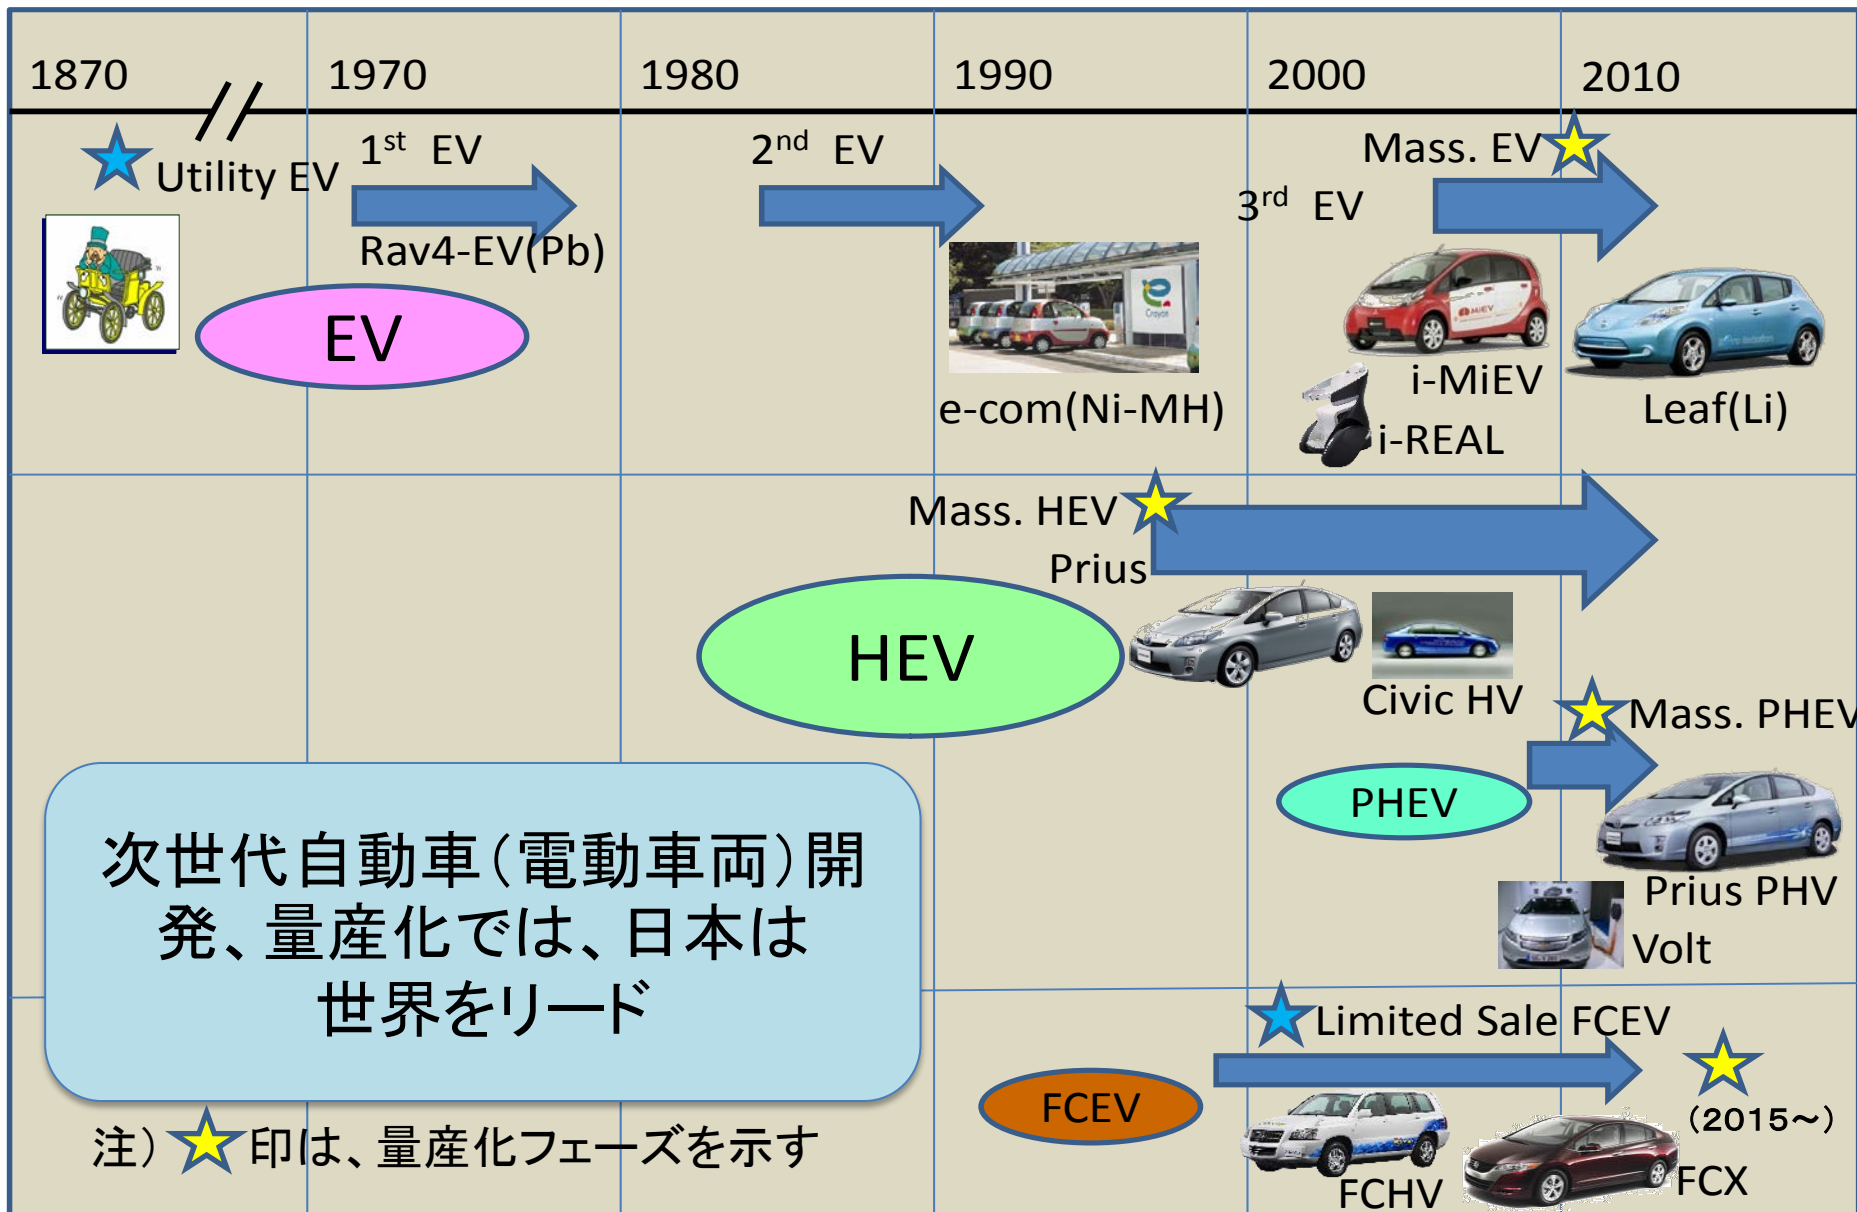 1870 1970 1980 1990 2000 2010
Utility EV
1st EV
Rav4-EV(Pb)
2nd EV
Mass. EV
3rd EV
EV
Crayon
e-com(Ni-MH)
MiEV
i-MiEV
i-REAL
Leaf(Li)
Mass. HEV
Prius
HEV
Civic HV
Mass. PHEV
PHEV
Prius PHV
Volt
次世代自動車(電動車両)開
発、量産化では、日本は
世界をリード
Limited Sale FCEV
FCEV
(2015~)
FCHV
FCX
注) 印は、量産化フェーズを示す